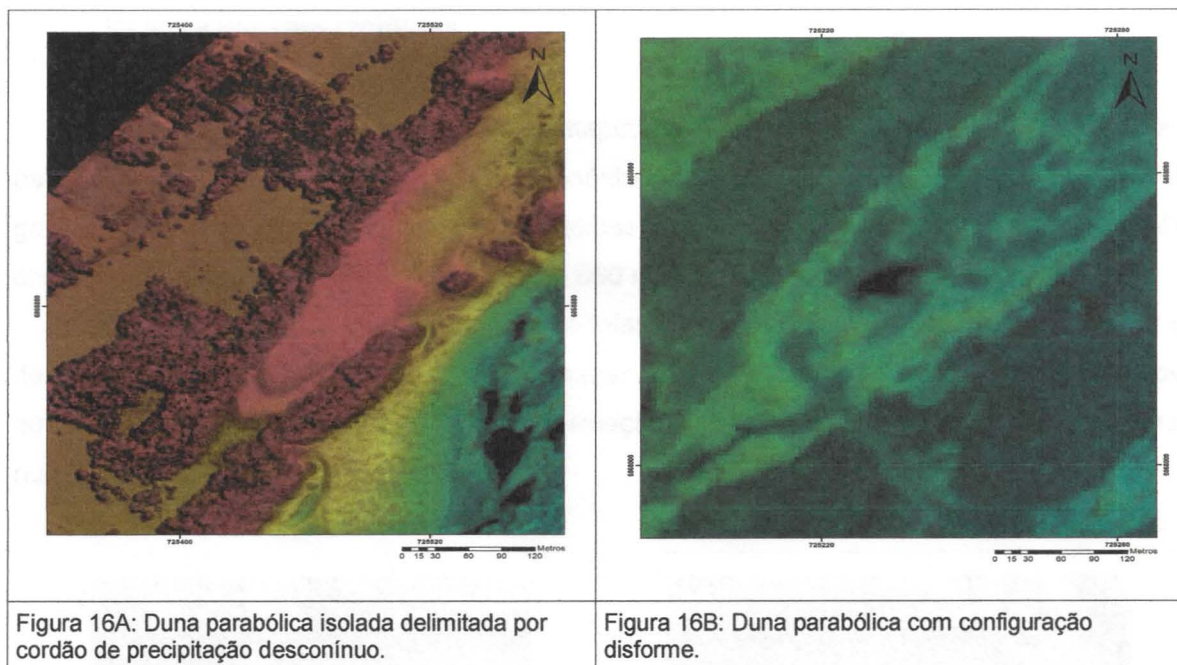 725400 725520
N
6868880 6868880
725400 725520
0 15 30 60 90 120 Metros
725220 725280
N
725220 725280
0 15 30 60 90 120 Metros
Figura 16A: Duna parabólica isolada delimitada por
cordão de precipitação desconínuo.
Figura 16B: Duna parabólica com configuração
disforme.